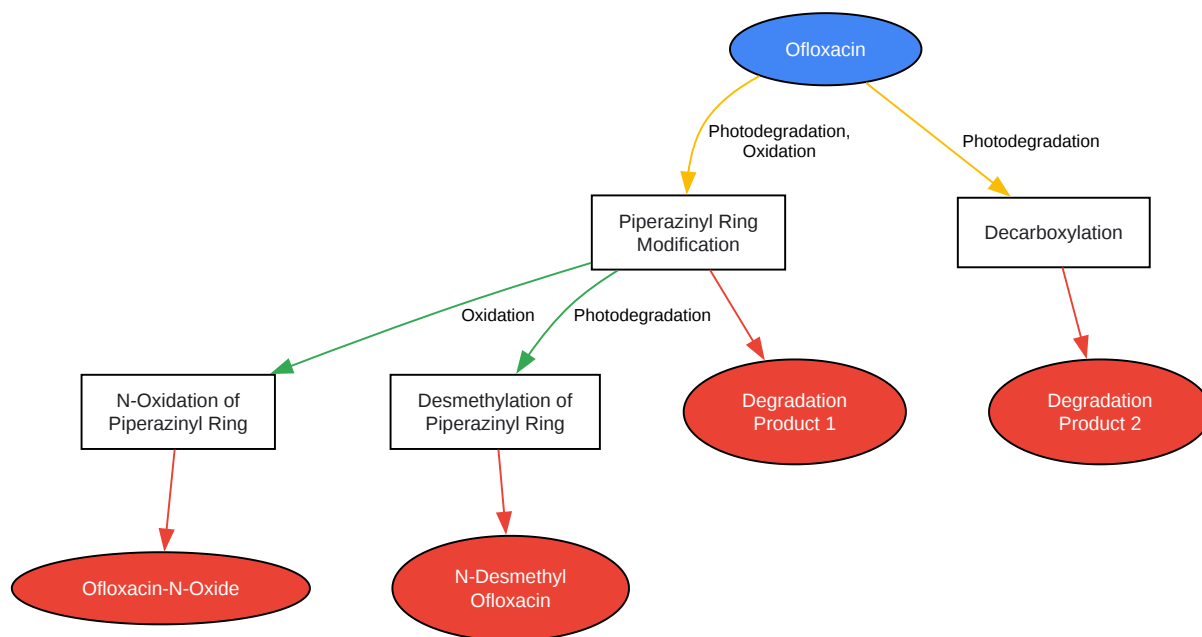 Ofloxacin
Photodegradation,
Oxidation
Photodegradation
Piperazinyl Ring
Modification
Decarboxylation
Oxidation
Photodegradation
N-Oxidation of
Piperazinyl Ring
Desmethylation of
Piperazinyl Ring
Degradation
Product 1
Degradation
Product 2
Ofloxacin-N-Oxide
N-Desmethyl
Ofloxacin